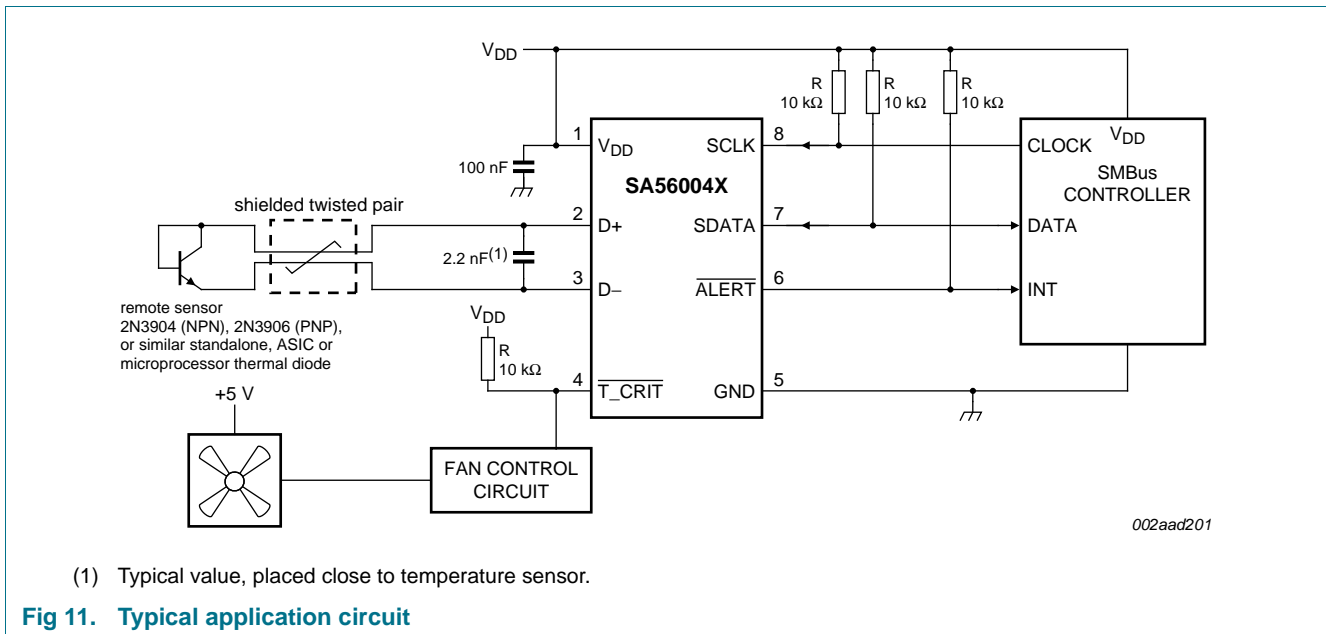 VDD
R
10 kΩ
R
10 kΩ
R
10 kΩ
1
VDD
SCLK
8
CLOCK
VDD
100 nF
SA56004X
SMBus
CONTROLLER
shielded twisted pair
2
D+
SDATA
7
DATA
2.2 nF(1)
3
D−
ALERT
6
INT
remote sensor
2N3904 (NPN), 2N3906 (PNP),
or similar standalone, ASIC or
microprocessor thermal diode
VDD
R
10 kΩ
4
T_CRIT
GND
5
+5 V
FAN CONTROL
CIRCUIT
002aad201
(1) Typical value, placed close to temperature sensor.
Fig 11. Typical application circuit